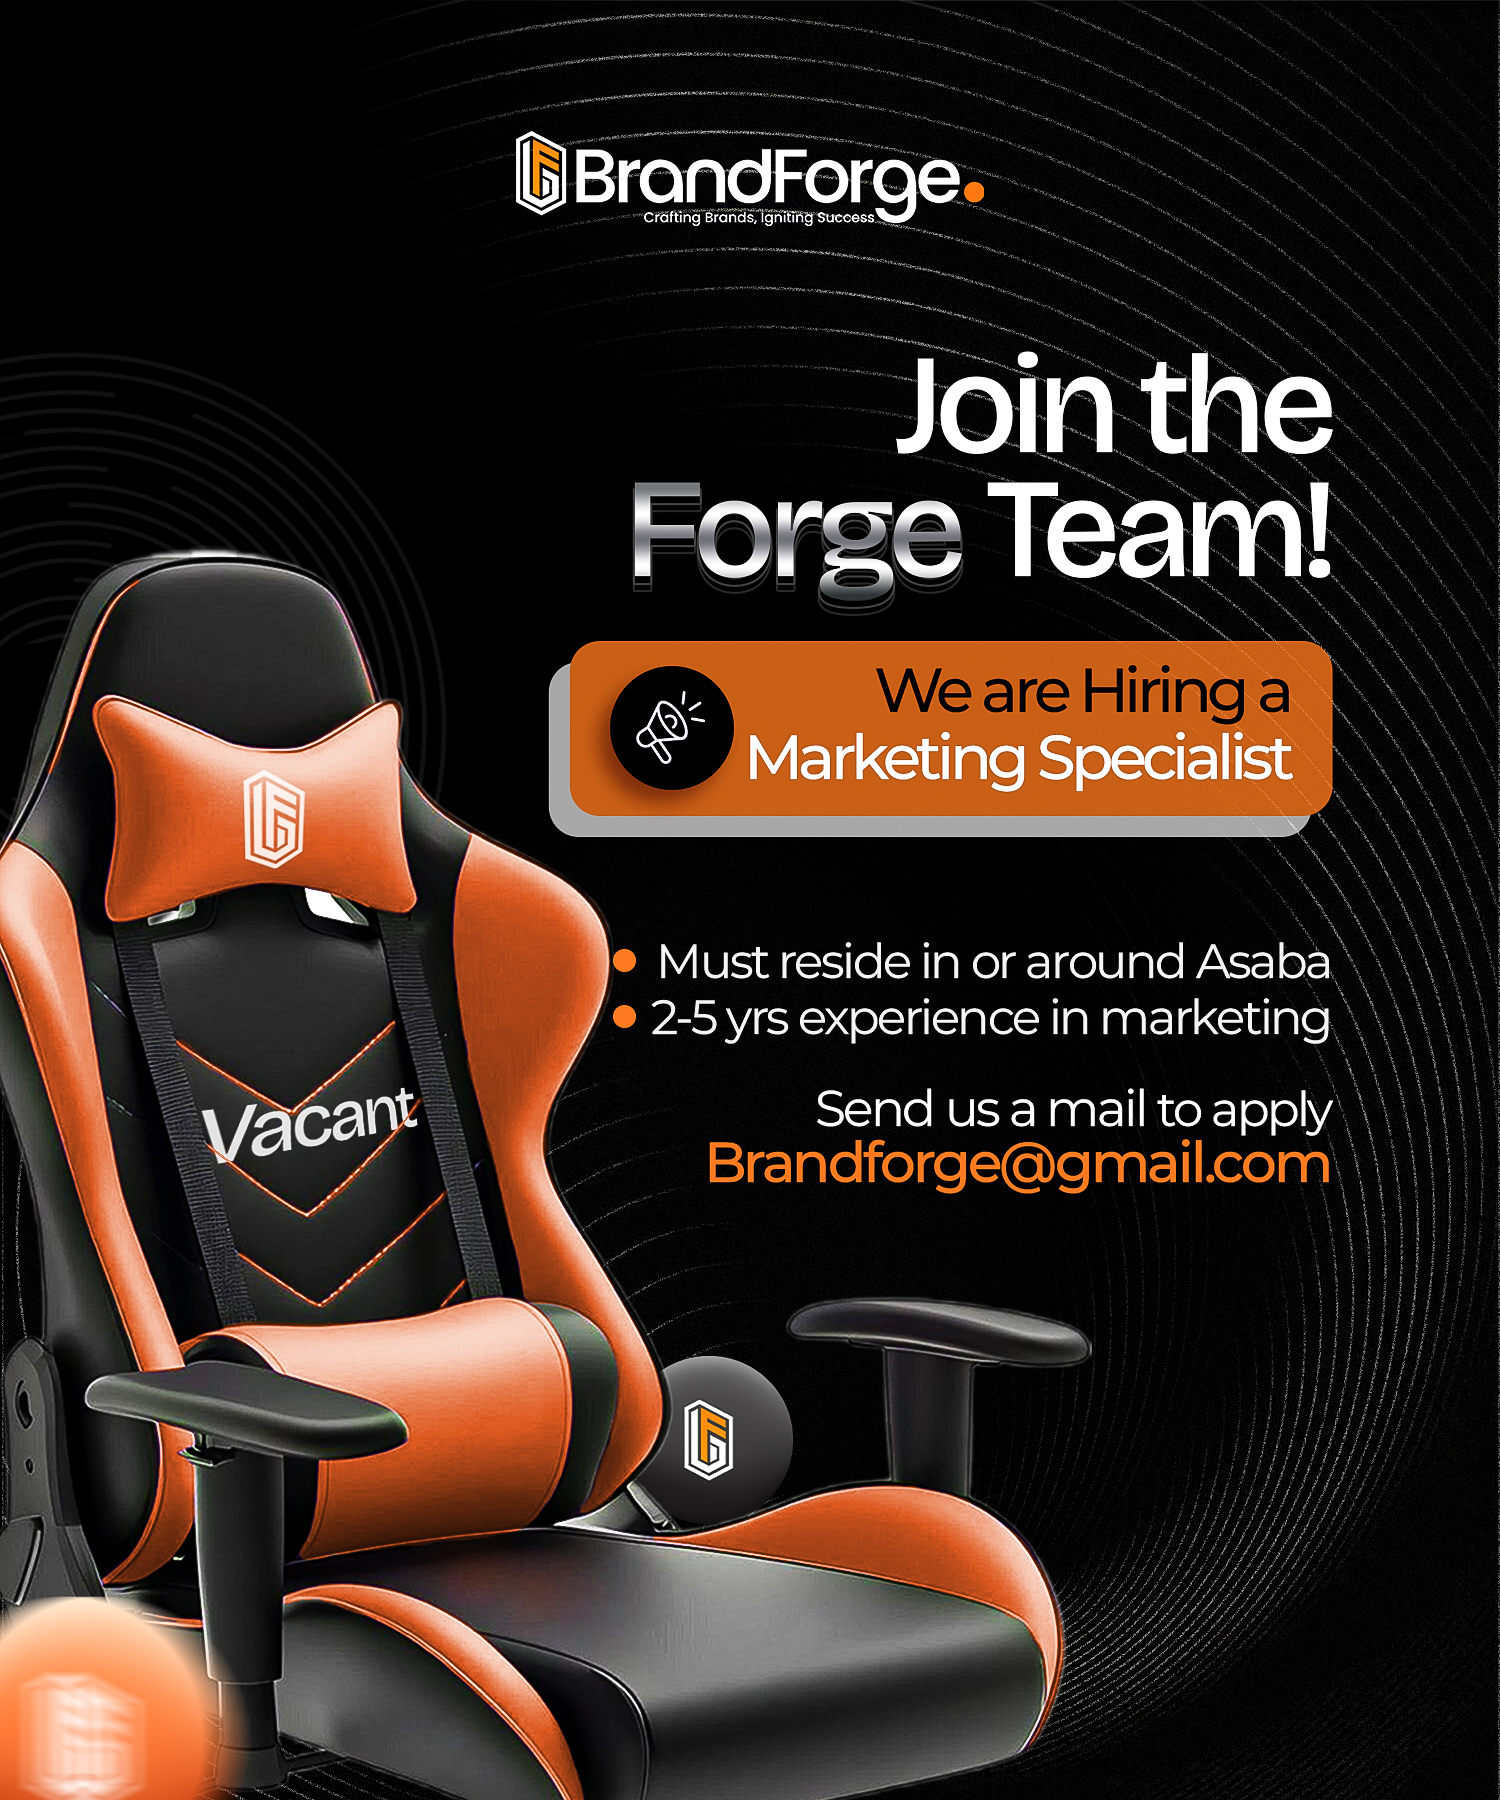 BrandForge.
Crafting Brands, Igniting Success
Join the
Forge Team!
We are Hiring a
Marketing Specialist
Must reside in or around Asaba
2-5 yrs experience in marketing
Send us a mail to apply
Brandforge@gmail.com
Vacant